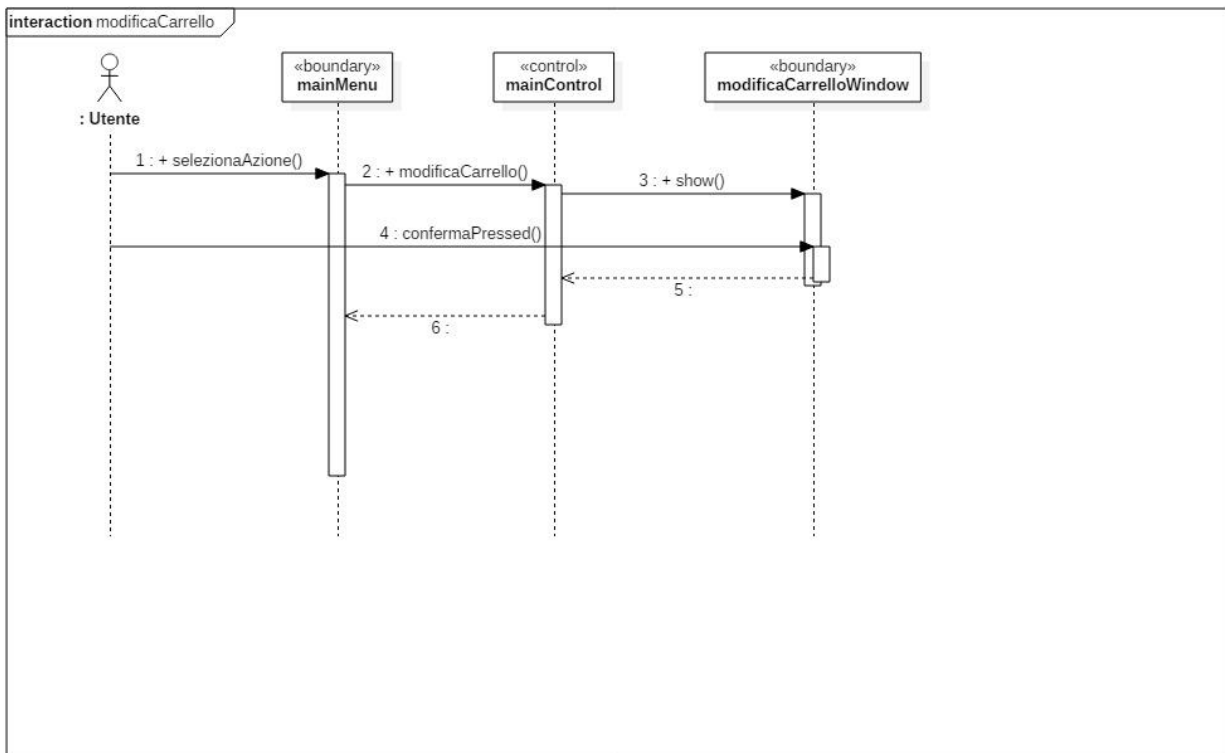 interaction modificaCarrello
«boundary»
mainMenu
«control»
mainControl
«boundary»
modificaCarrelloWindow
: Utente
1 : + selezionaAzione()
2 : + modificaCarrello()
3 : + show()
4 : confermaPressed()
5 :
6 :